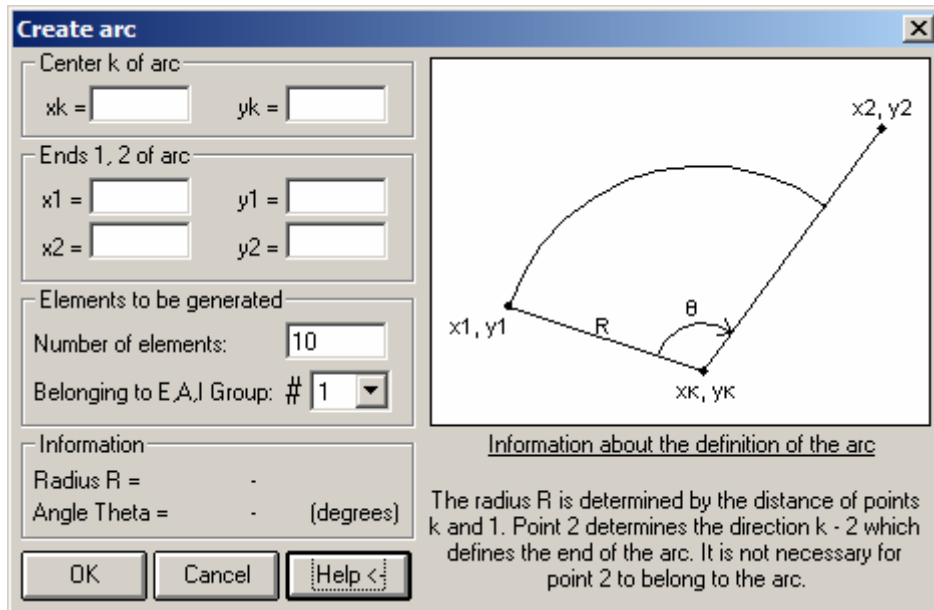 Create arc
Center k of arc
xk =
yk =
Ends 1, 2 of arc
x1 =
y1 =
x2 =
y2 =
Elements to be generated
Number of elements: 10
Belonging to E,A,I Group: # 1
Information
Radius R = -
Angle Theta = - (degrees)
OK
Cancel
Help <-
x2, y2
x1, y1
R
θ
xκ, yκ
Information about the definition of the arc
The radius R is determined by the distance of points
k and 1. Point 2 determines the direction k - 2 which
defines the end of the arc. It is not necessary for
point 2 to belong to the arc.